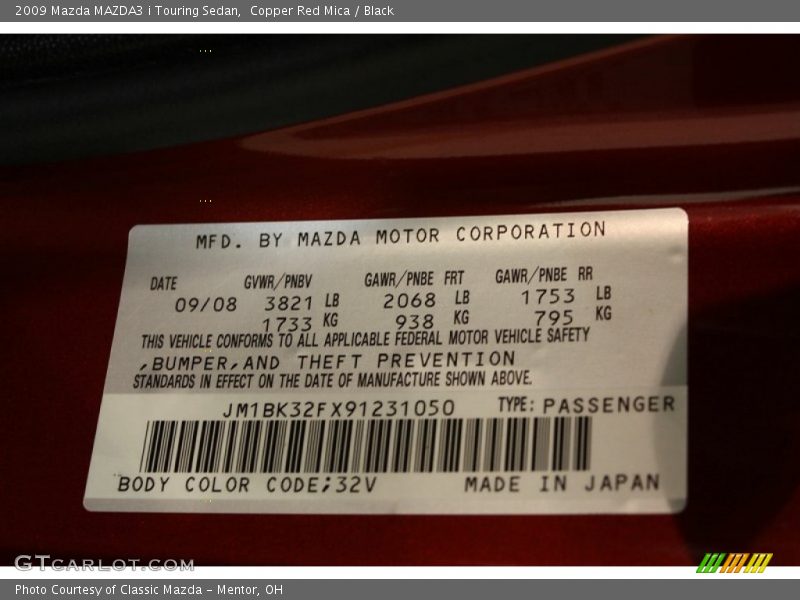 2009 Mazda MAZDA3 i Touring Sedan,  Copper Red Mica / Black
MFD. BY MAZDA MOTOR CORPORATION
DATE GVWR/PNBV GAWR/PNBE FRT GAWR/PNBE RR
09/08 3821 LB 2068 LB 1753 LB
1733 KG 938 KG 795 KG
THIS VEHICLE CONFORMS TO ALL APPLICABLE FEDERAL MOTOR VEHICLE SAFETY
,BUMPER,AND THEFT PREVENTION
STANDARDS IN EFFECT ON THE DATE OF MANUFACTURE SHOWN ABOVE.
JM1BK32FX91231050 TYPE: PASSENGER
BODY COLOR CODE;32V MADE IN JAPAN
GTCARLOT.COM
Photo Courtesy of Classic Mazda - Mentor, OH